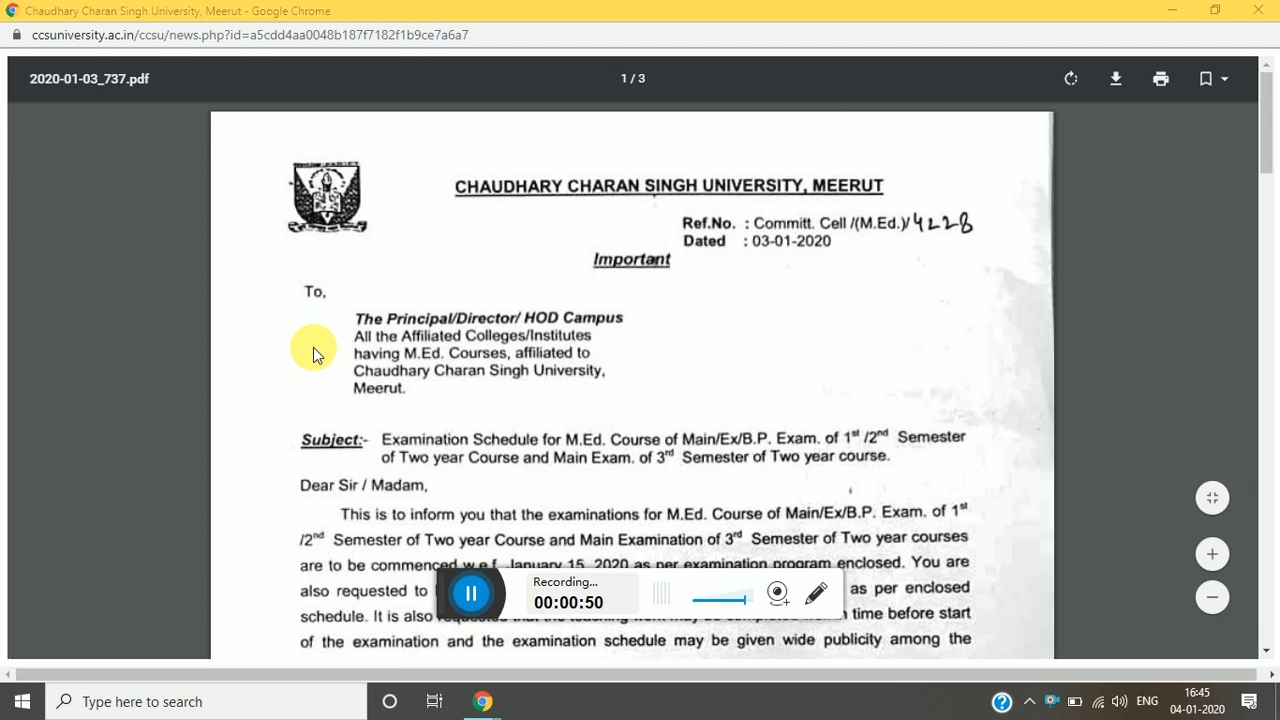 Chaudhary Charan Singh University, Meerut - Google Chrome
ccsuniversity.ac.in/ccsu/news.php?id=a5cdd4aa0048b187f7182f1b9ce7a6a7
2020-01-03_737.pdf
1 / 3
CHAUDHARY CHARAN SINGH UNIVERSITY, MEERUT
Ref.No. : Committ. Cell /(M.Ed.)/4228
Dated : 03-01-2020
Important
To,
The Principal/Director/ HOD Campus
All the Affiliated Colleges/Institutes
having M.Ed. Courses, affiliated to
Chaudhary Charan Singh University,
Meerut.
Subject:- Examination Schedule for M.Ed. Course of Main/Ex/B.P. Exam. of 1st /2nd Semester
of Two year Course and Main Exam. of 3rd Semester of Two year course.
Dear Sir / Madam,
This is to inform you that the examinations for M.Ed. Course of Main/Ex/B.P. Exam. of 1st
/2nd Semester of Two year Course and Main Examination of 3rd Semester of Two year courses
are to be commenced w.e.f. January 15, 2020 as per examination program enclosed. You are
also requested to as per enclosed
schedule. It is also time before start
of the examination and the examination schedule may be given wide publicity among the
Recording...
00:00:50
Type here to search
ENG
16:45
04-01-2020